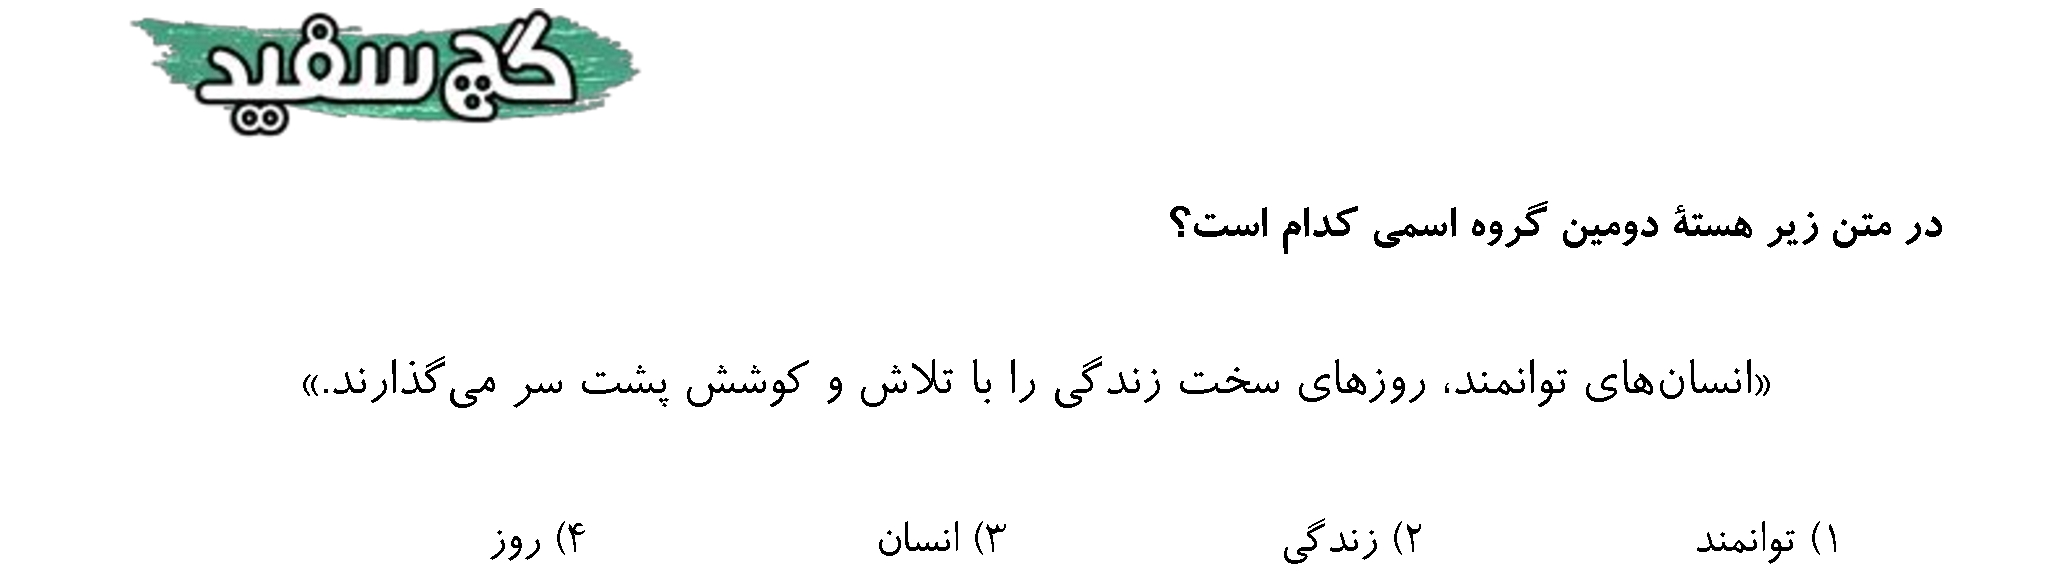 گچ سفید
در متن زیر هستهٔ دومین گروه اسمی کدام است؟
«انسان‌های توانمند، روزهای سخت زندگی را با تلاش و کوشش پشت سر می‌گذارند.»
۱) توانمند ۲) زندگی ۳) انسان ۴) روز